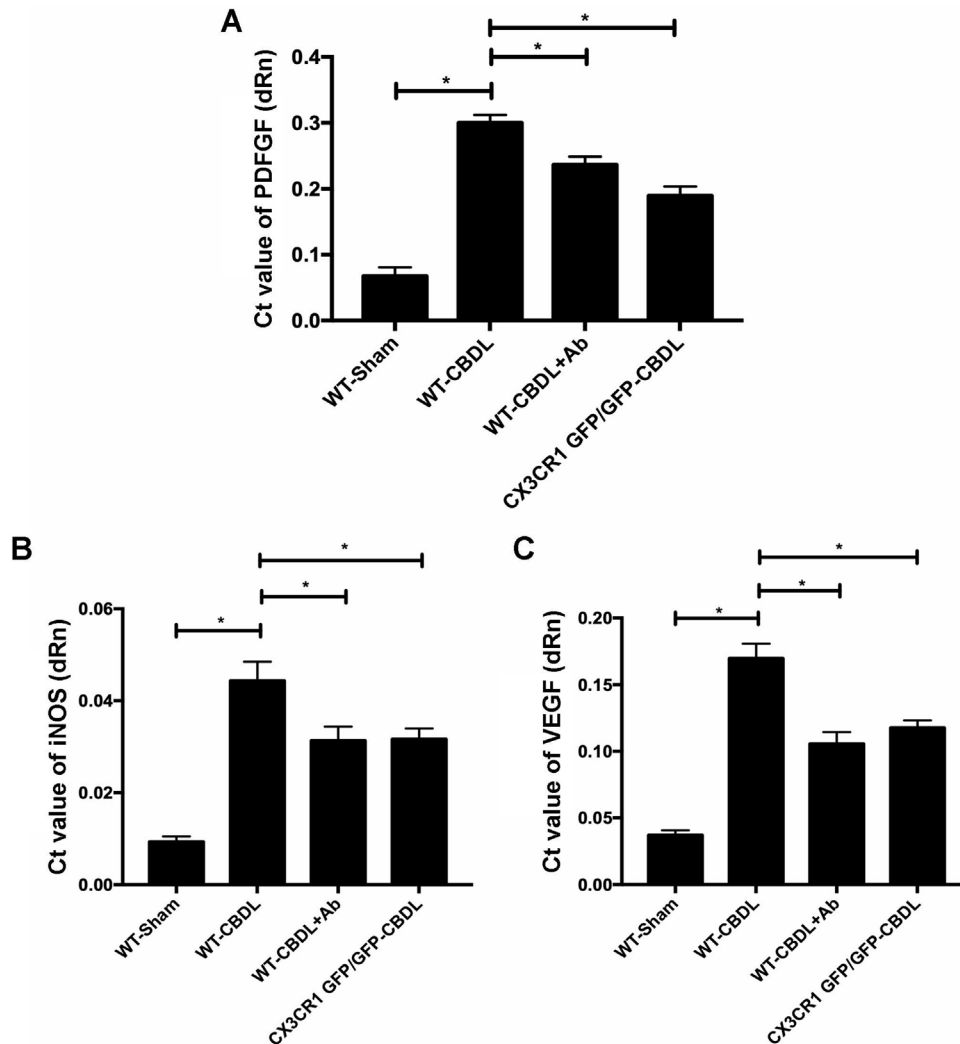 A
*
*
*
Ct value of PDFGF (dRn)
0.4
0.3
0.2
0.1
0.0
WT-Sham
WT-CBDL
WT-CBDL+Ab
CX3CR1 GFP/GFP-CBDL
B
*
*
*
Ct value of iNOS (dRn)
0.06
0.04
0.02
0.00
WT-Sham
WT-CBDL
WT-CBDL+Ab
CX3CR1 GFP/GFP-CBDL
C
*
*
*
Ct value of VEGF (dRn)
0.20
0.15
0.10
0.05
0.00
WT-Sham
WT-CBDL
WT-CBDL+Ab
CX3CR1 GFP/GFP-CBDL